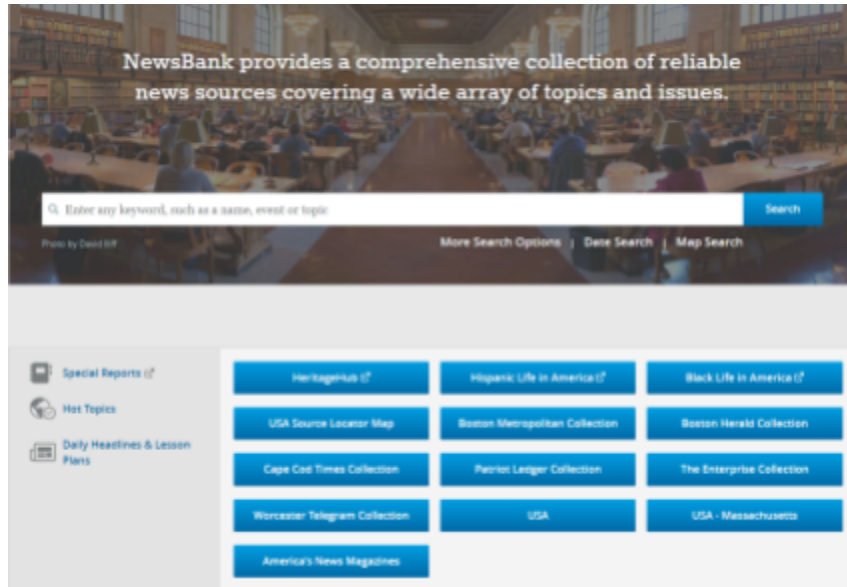 NewsBank provides a comprehensive collection of reliable
news sources covering a wide array of topics and issues.
Enter any keyword, such as a name, event or topic
Search
Photo by David Iliff
More Search Options | Date Search | Map Search
Special Reports
Hot Topics
Daily Headlines & Lesson
Plans
HeritageHub
Hispanic Life in America
Black Life in America
USA Source Locator Map
Boston Metropolitan Collection
Boston Herald Collection
Cape Cod Times Collection
Patriot Ledger Collection
The Enterprise Collection
Worcester Telegram Collection
USA
USA - Massachusetts
America's News Magazines